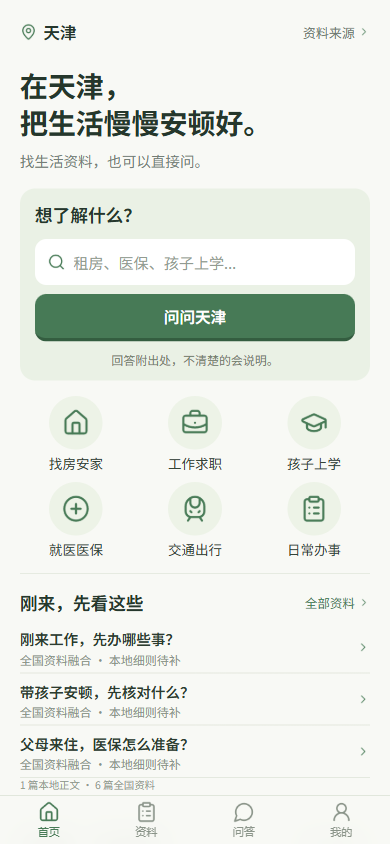 天津
资料来源
在天津，
把生活慢慢安顿好。
找生活资料，也可以直接问。
想了解什么？
租房、医保、孩子上学…
问问天津
回答附出处，不清楚的会说明。
找房安家
工作求职
孩子上学
就医医保
交通出行
日常办事
刚来，先看这些
全部资料
刚来工作，先办哪些事？
全国资料融合 · 本地细则待补
带孩子安顿，先核对什么？
全国资料融合 · 本地细则待补
父母来住，医保怎么准备？
全国资料融合 · 本地细则待补
1 篇本地正文 · 6 篇全国资料
首页
资料
问答
我的